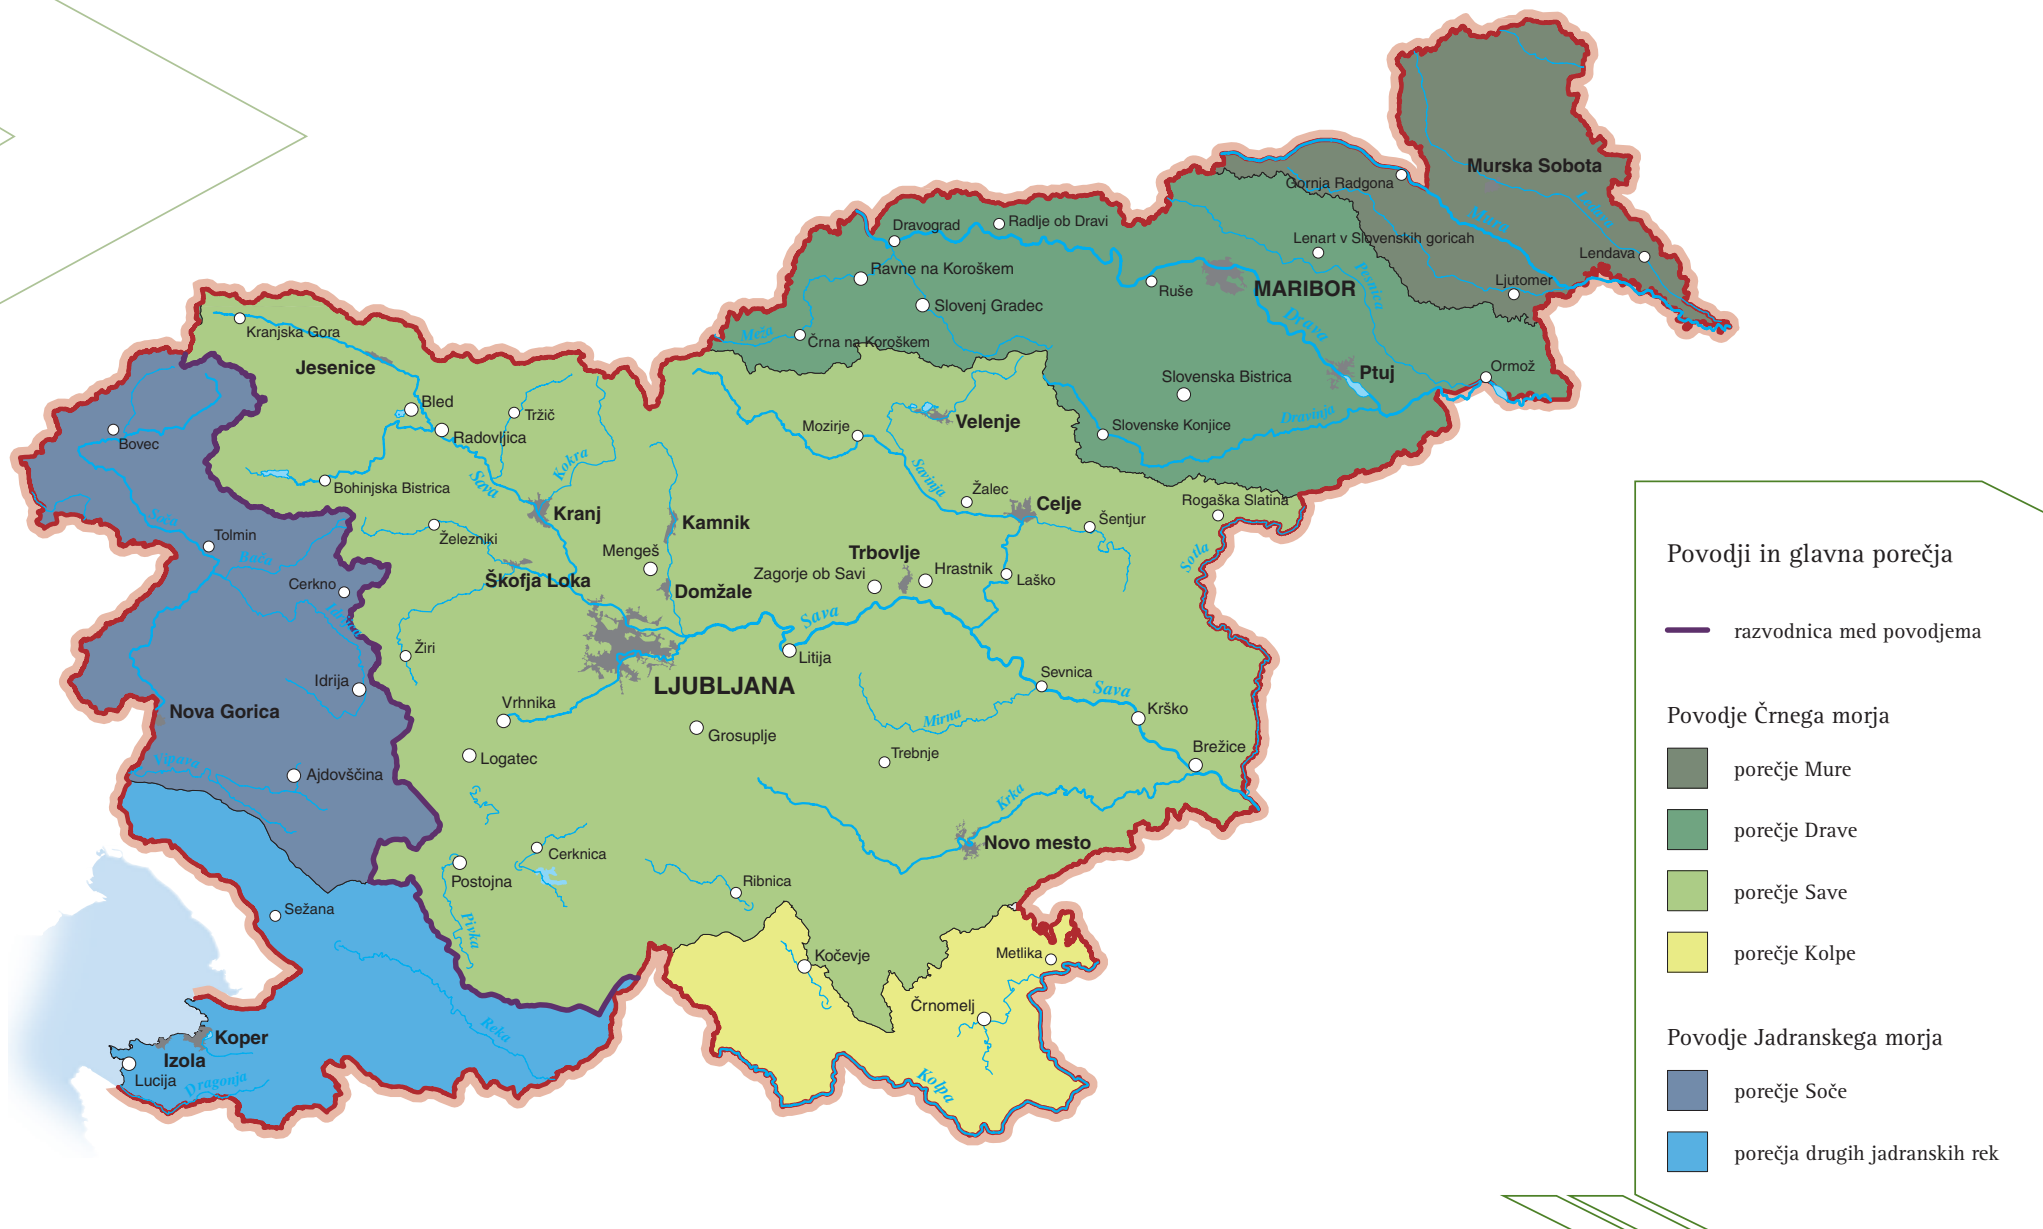 Murska Sobota
Gornja Radgona
Ledava
Mura
Dravograd
Radlje ob Dravi
Lenart v Slovenskih goricah
Lendava
Ravne na Koroškem
Pesnica
Ljutomer
Ruše
MARIBOR
Slovenj Gradec
Kranjska Gora
Meža
Črna na Koroškem
Drava
Jesenice
Slovenska Bistrica
Ptuj
Ormož
Bled
Tržič
Velenje
Dravinja
Mozirje
Slovenske Konjice
Bovec
Radovljica
Kokra
Savinja
Bohinjska Bistrica
Sava
Žalec
Rogaška Slatina
Celje
Soča
Kranj
Kamnik
Šentjur
Tolmin
Železniki
Mengeš
Trbovlje
Sotla
Bača
Zagorje ob Savi
Hrastnik
Laško
Cerkno
Škofja Loka
Domžale
Idrijca
Sava
Žiri
Litija
Idrija
LJUBLJANA
Sevnica
Sava
Nova Gorica
Vrhnika
Mirna
Krško
Grosuplje
Trebnje
Brežice
Vipava
Ajdovščina
Logatec
Krka
Novo mesto
Cerknica
Postojna
Ribnica
Sežana
Pivka
Kočevje
Metlika
Črnomelj
Reka
Koper
Izola
Lucija
Dragonja
Kolpa
Povodji in glavna porečja
razvodnica med povodjema
Povodje Črnega morja
porečje Mure
porečje Drave
porečje Save
porečje Kolpe
Povodje Jadranskega morja
porečje Soče
porečja drugih jadranskih rek